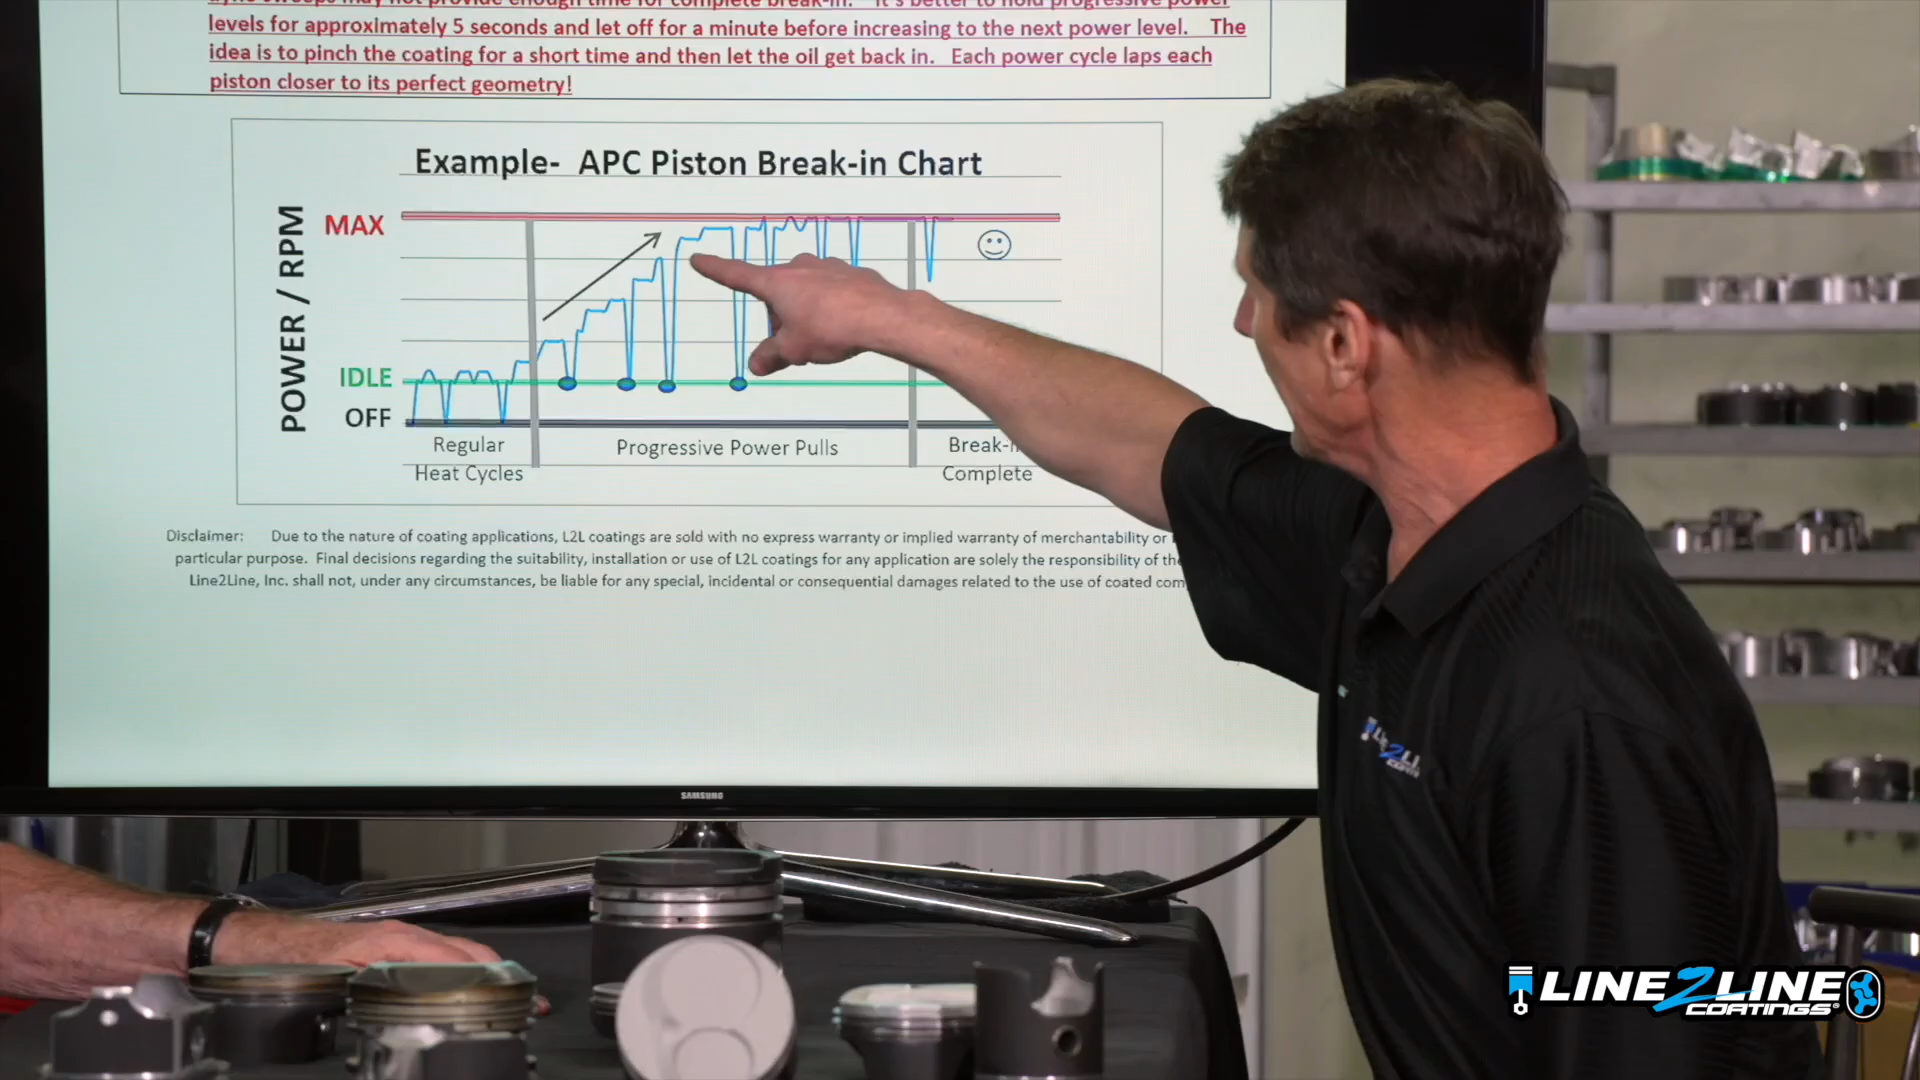 levels for approximately 5 seconds and let off for a minute before increasing to the next power level. The
idea is to pinch the coating for a short time and then let the oil get back in. Each power cycle laps each
piston closer to its perfect geometry!
Example- APC Piston Break-in Chart
POWER / RPM
MAX
IDLE
OFF
Regular
Heat Cycles
Progressive Power Pulls
Complete
Disclaimer: Due to the nature of coating applications, L2L coatings are sold with no express warranty or implied warranty of merchantability or
particular purpose. Final decisions regarding the suitability, installation or use of L2L coatings for any application are solely the responsibility of
Line2Line, Inc. shall not, under any circumstances, be liable for any special, incidental or consequential damages related to the use of coated
SAMSUNG
LINE2LINE
COATINGS